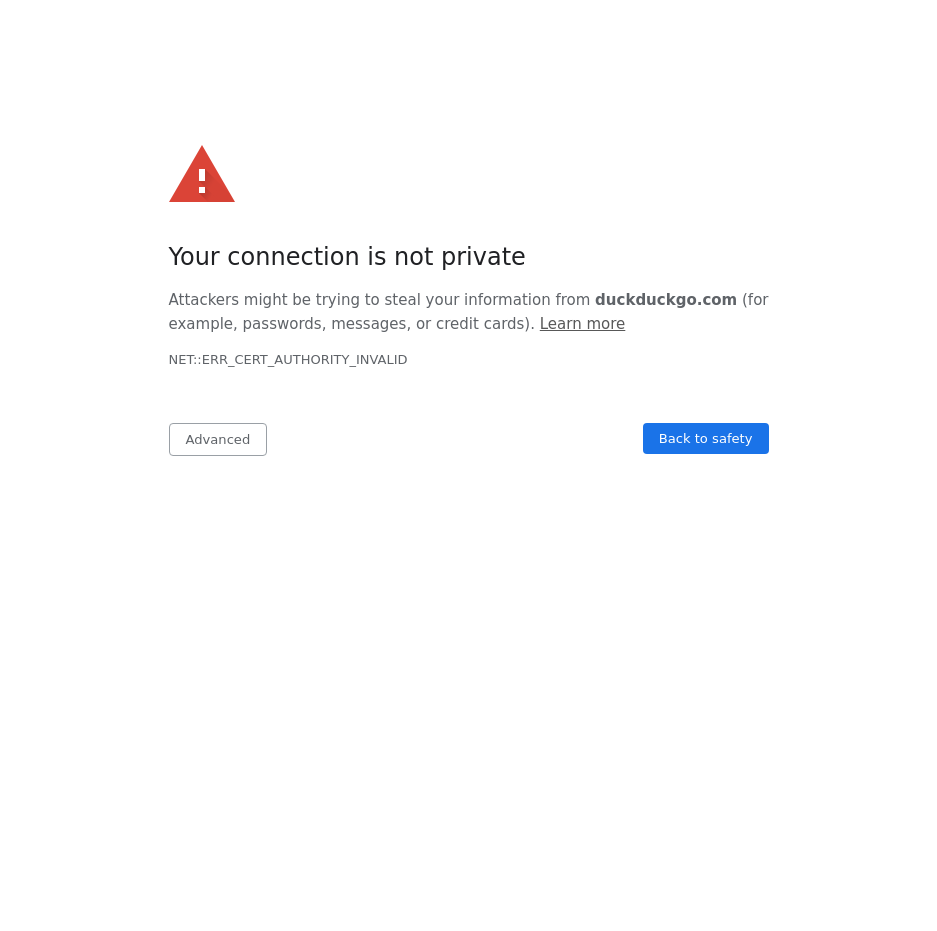 Your connection is not private
Attackers might be trying to steal your information from duckduckgo.com (for
example, passwords, messages, or credit cards). Learn more
NET::ERR_CERT_AUTHORITY_INVALID
Advanced
Back to safety